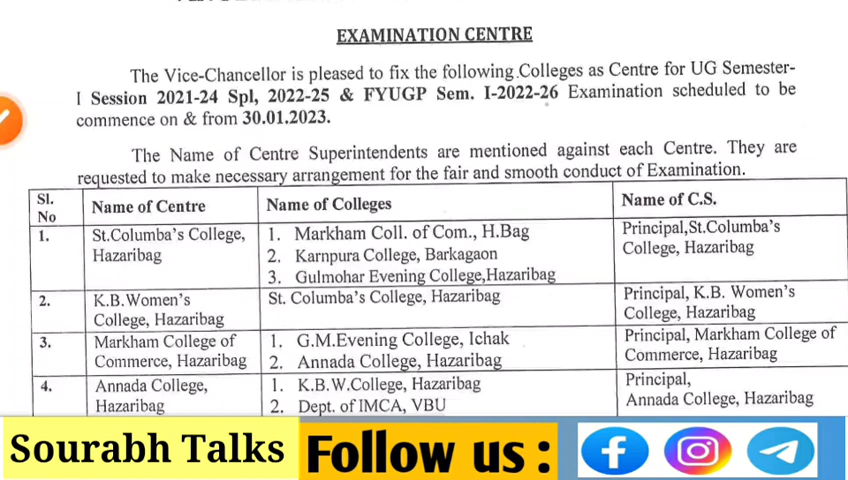 EXAMINATION CENTRE
The Vice-Chancellor is pleased to fix the following Colleges as Centre for UG Semester-
I Session 2021-24 Spl, 2022-25 & FYUGP Sem. I-2022-26 Examination scheduled to be
commence on & from 30.01.2023.
The Name of Centre Superintendents are mentioned against each Centre. They are
requested to make necessary arrangement for the fair and smooth conduct of Examination.
Sl. No
Name of Centre
Name of Colleges
Name of C.S.
1.
St.Columba's College,
Hazaribag
1. Markham Coll. of Com., H.Bag
2. Karnpura College, Barkagaon
3. Gulmohar Evening College,Hazaribag
Principal,St.Columba's
College, Hazaribag
2.
K.B.Women's
College, Hazaribag
St. Columba's College, Hazaribag
Principal, K.B. Women's
College, Hazaribag
3.
Markham College of
Commerce, Hazaribag
1. G.M.Evening College, Ichak
2. Annada College, Hazaribag
Principal, Markham College of
Commerce, Hazaribag
4.
Annada College,
Hazaribag
1. K.B.W.College, Hazaribag
2. Dept. of IMCA, VBU
Principal,
Annada College, Hazaribag
Sourabh Talks
Follow us :